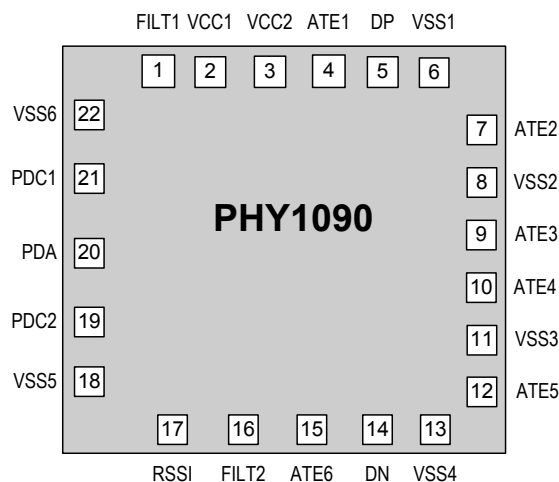 FILT1 VCC1 VCC2 ATE1 DP VSS1
1 2 3 4 5 6
VSS6 22
7 ATE2
PDC1 21
8 VSS2
PHY1090
9 ATE3
PDA 20
10 ATE4
PDC2 19
11 VSS3
VSS5 18
12 ATE5
17 16 15 14 13
RSSI FILT2 ATE6 DN VSS4